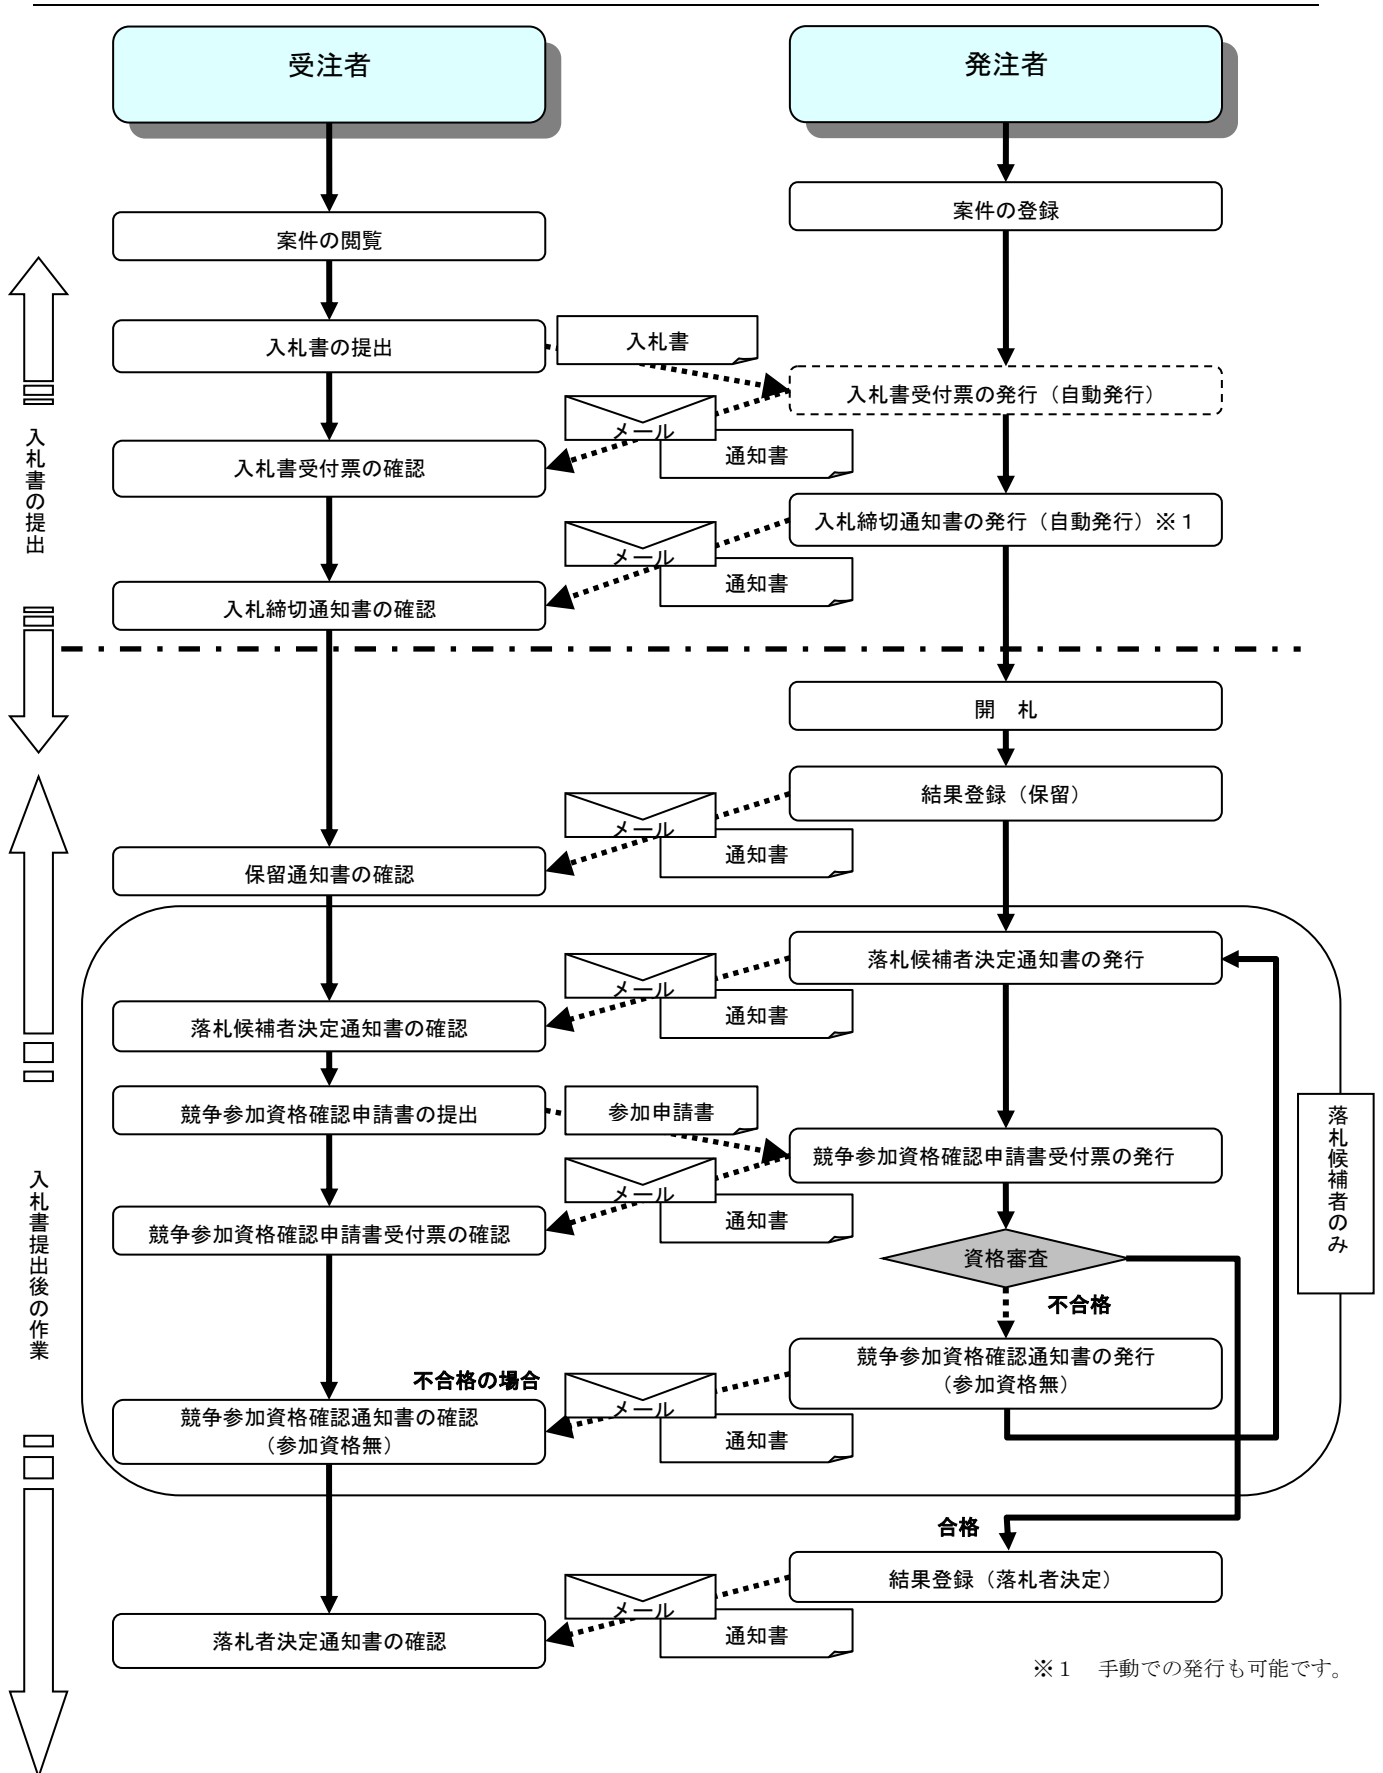 受注者
発注者
案件の登録
案件の閲覧
入札書の提出
入札書
入札書受付票の発行（自動発行）
メール
通知書
入札書受付票の確認
入札書の提出
入札締切通知書の発行（自動発行）※１
メール
通知書
入札締切通知書の確認
開　札
結果登録（保留）
メール
通知書
保留通知書の確認
落札候補者決定通知書の発行
メール
通知書
落札候補者決定通知書の確認
競争参加資格確認申請書の提出
参加申請書
落札候補者のみ
競争参加資格確認申請書受付票の発行
メール
通知書
競争参加資格確認申請書受付票の確認
入札書提出後の作業
資格審査
不合格
競争参加資格確認通知書の発行
（参加資格無）
不合格の場合
メール
通知書
競争参加資格確認通知書の確認
（参加資格無）
合格
結果登録（落札者決定）
メール
通知書
落札者決定通知書の確認
※１　手動での発行も可能です。